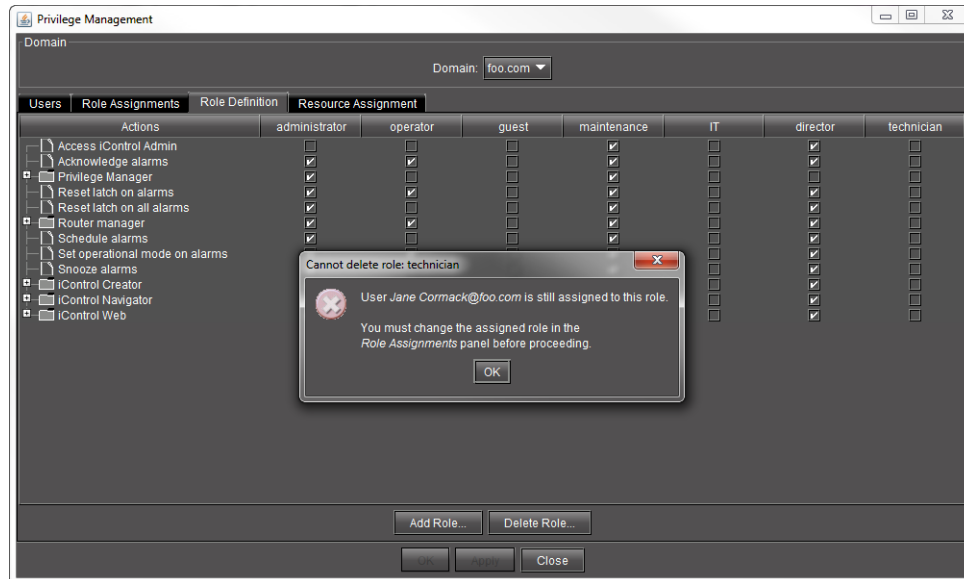 Privilege Management
Domain
Domain: foo.com
Users Role Assignments Role Definition Resource Assignment
Actions administrator operator guest maintenance IT director technician
Access iControl Admin
Acknowledge alarms
Privilege Manager
Reset latch on alarms
Reset latch on all alarms
Router manager
Schedule alarms
Set operational mode on alarms
Snooze alarms
iControl Creator
iControl Navigator
iControl Web
Cannot delete role: technician
User Jane Cormack@foo.com is still assigned to this role.
You must change the assigned role in the
Role Assignments panel before proceeding.
OK
Add Role... Delete Role...
OK Apply Close